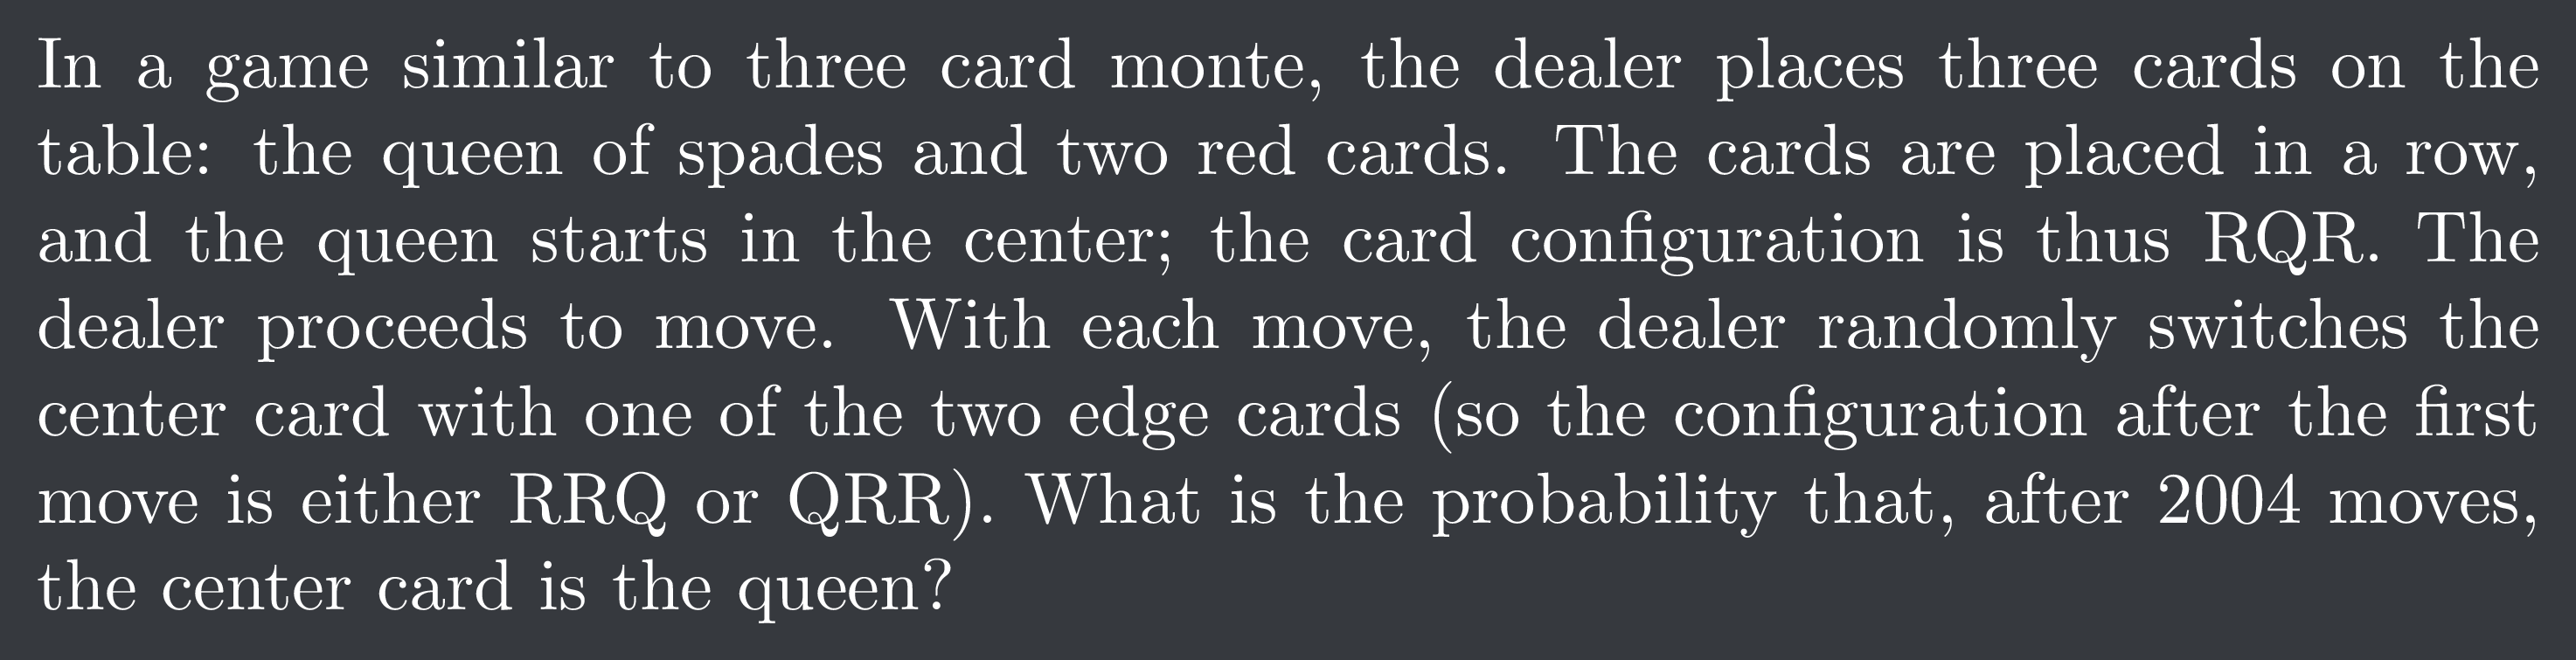 In a game similar to three card monte, the dealer places three cards on the
table: the queen of spades and two red cards. The cards are placed in a row,
and the queen starts in the center; the card configuration is thus RQR. The
dealer proceeds to move. With each move, the dealer randomly switches the
center card with one of the two edge cards (so the configuration after the first
move is either RRQ or QRR). What is the probability that, after 2004 moves,
the center card is the queen?